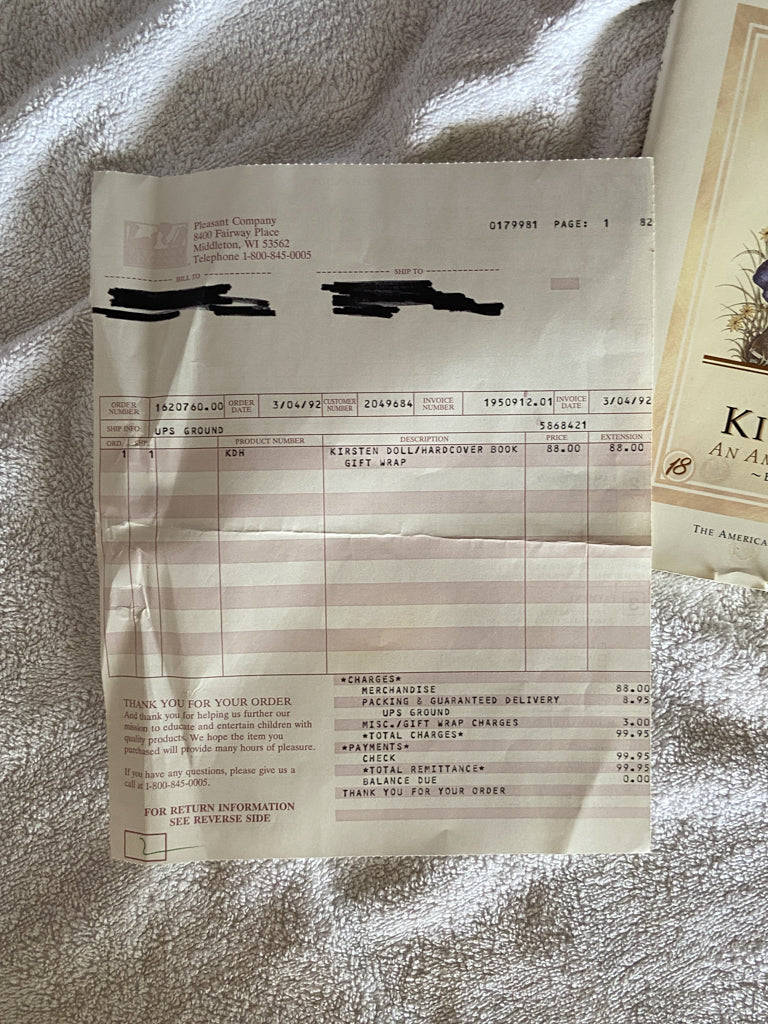 Pleasant Company
8400 Fairway Place
Middleton, WI 53562
Telephone 1-800-845-0005
0179981 PAGE: 1 82
BILL TO
SHIP TO
ORDER NUMBER 1620760.00 ORDER DATE 3/04/92 CUSTOMER NUMBER 2049684 INVOICE NUMBER 1950912.01 INVOICE DATE 3/04/92
SHIP INFO: UPS GROUND 5868421
ORD. SHP. PRODUCT NUMBER DESCRIPTION PRICE EXTENSION
1 1 KDH KIRSTEN DOLL/HARDCOVER BOOK 88.00 88.00
GIFT WRAP
*CHARGES*
MERCHANDISE 88.00
PACKING & GUARANTEED DELIVERY 8.95
UPS GROUND
MISC./GIFT WRAP CHARGES 3.00
*TOTAL CHARGES* 99.95
*PAYMENTS*
CHECK 99.95
*TOTAL REMITTANCE* 99.95
BALANCE DUE 0.00
THANK YOU FOR YOUR ORDER
THANK YOU FOR YOUR ORDER
And thank you for helping us further our
mission to educate and entertain children with
quality products. We hope the item you
purchased will provide many hours of pleasure.
If you have any questions, please give us a
call at 1-800-845-0005.
FOR RETURN INFORMATION
SEE REVERSE SIDE
KI
AN AM
18
THE AMERICA